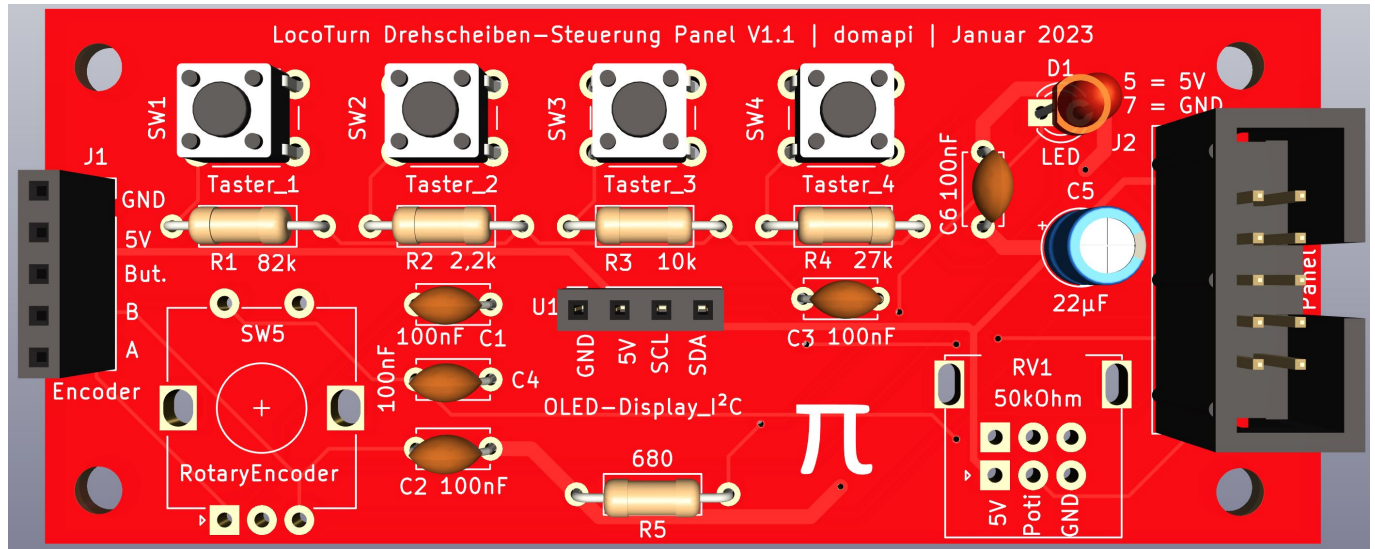 LocoTurn Drehscheiben-Steuerung Panel V1.1 | domapi | Januar 2023
SW1
SW2
SW3
SW4
D1
5 = 5V
7 = GND
LED
J2
J1
GND
5V
But.
B
A
Encoder
Taster_1
Taster_2
Taster_3
Taster_4
C6 100nF
C5
+
22µF
R1 82k
R2 2,2k
R3 10k
R4 27k
Panel
SW5
RotaryEncoder
100nF C1
100nF
C4
C2 100nF
U1
GND
5V
SCL
SDA
OLED-Display_I²C
C3 100nF
π
680
R5
RV1
50kOhm
5V
Poti
GND